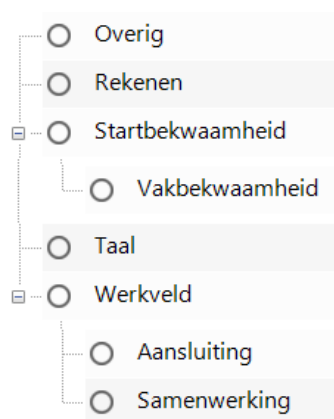 Overig
Rekenen
Startbekwaamheid
Vakbekwaamheid
Taal
Werkveld
Aansluiting
Samenwerking